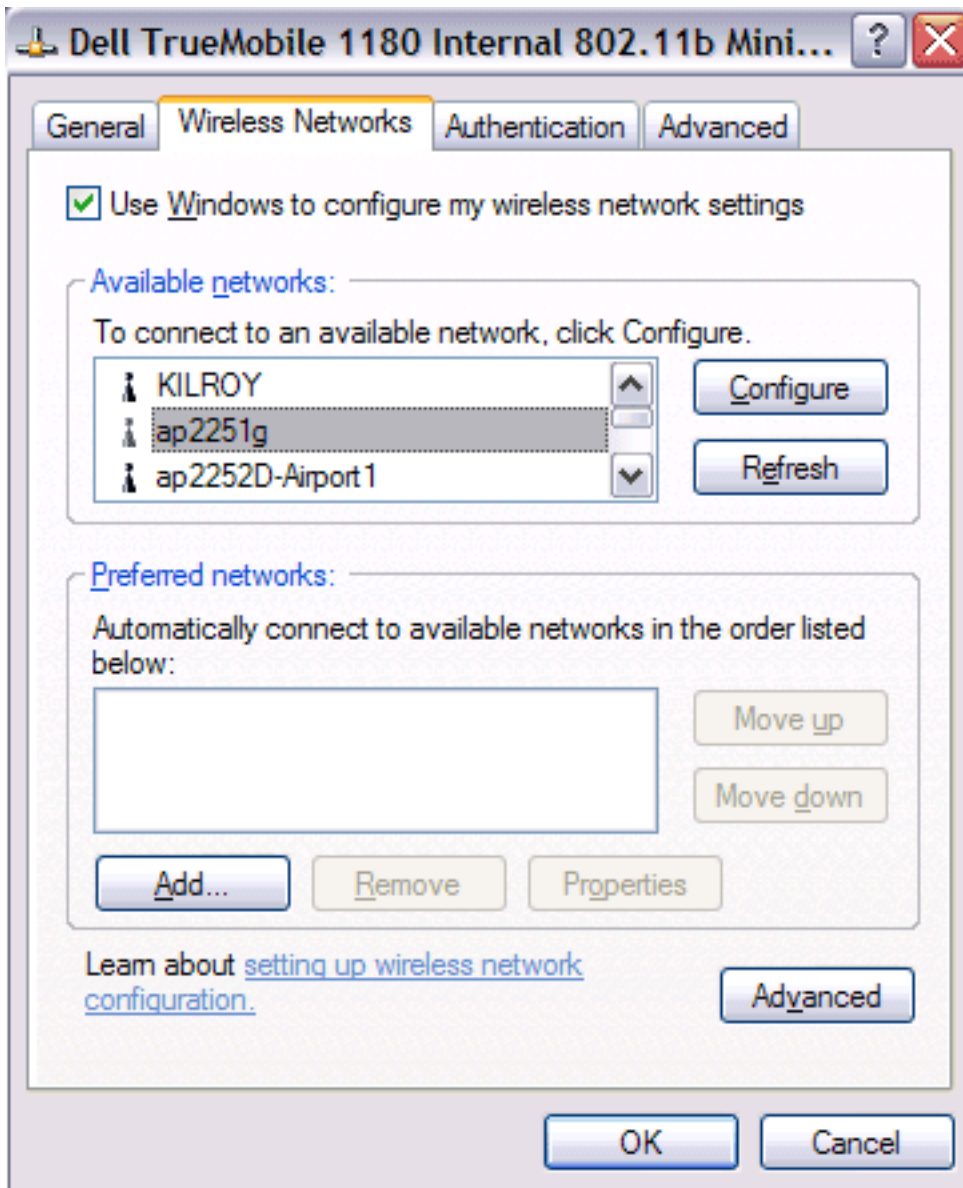 Dell TrueMobile 1180 Internal 802.11b Mini... ?
General Wireless Networks Authentication Advanced
Use Windows to configure my wireless network settings
Available networks:
To connect to an available network, click Configure.
KILROY
ap2251g
ap2252D-Airport1
Configure
Refresh
Preferred networks:
Automatically connect to available networks in the order listed
below:
Move up
Move down
Add... Remove Properties
Learn about setting up wireless network
configuration.
Advanced
OK Cancel